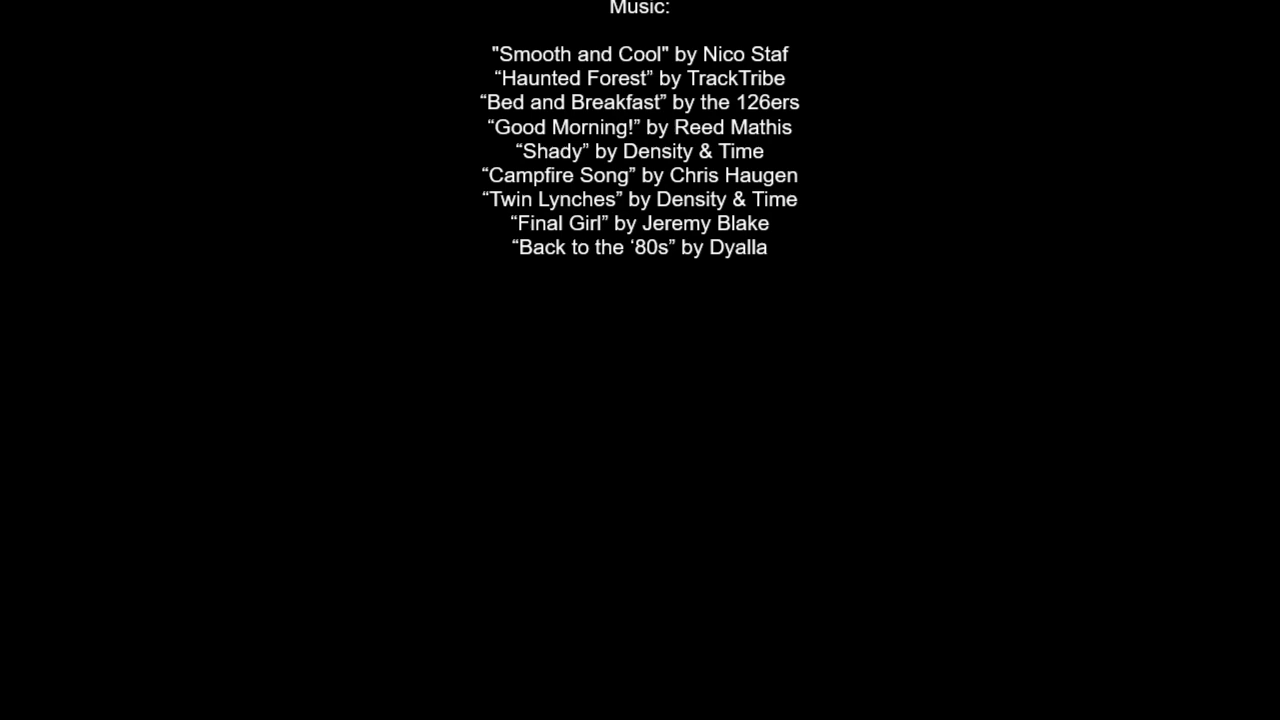 Music:
"Smooth and Cool" by Nico Staf
“Haunted Forest” by TrackTribe
“Bed and Breakfast” by the 126ers
“Good Morning!” by Reed Mathis
“Shady” by Density & Time
“Campfire Song” by Chris Haugen
“Twin Lynches” by Density & Time
“Final Girl” by Jeremy Blake
“Back to the ‘80s” by Dyalla